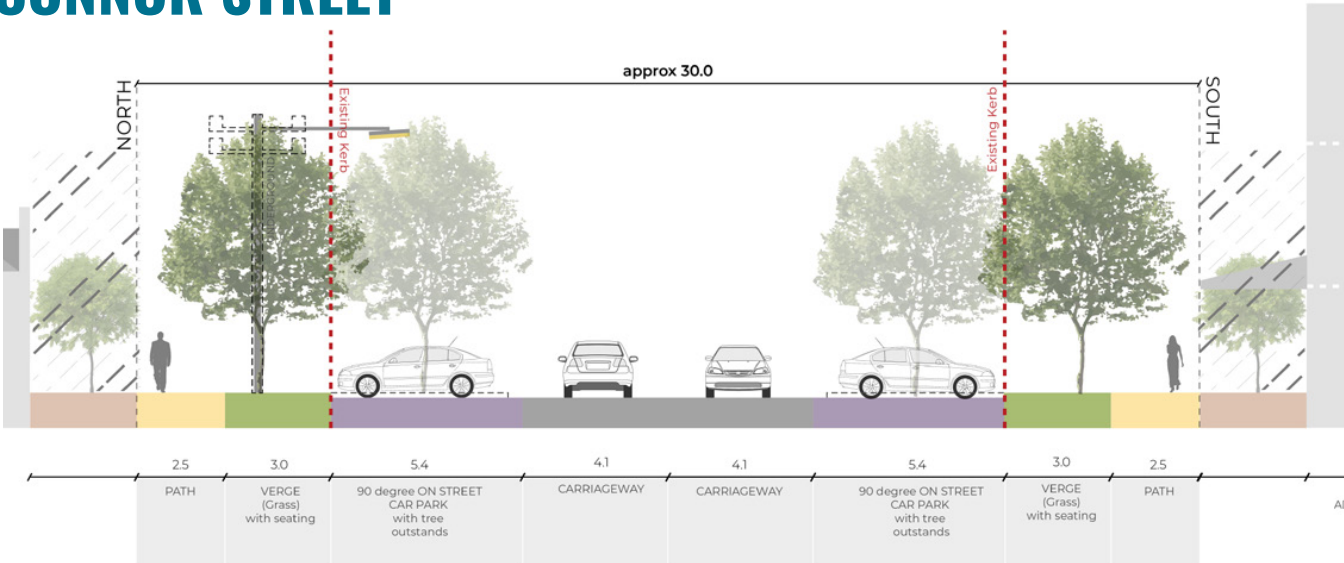 CONNOR STREET
approx 30.0
NORTH
Existing Kerb
Existing Kerb
SOUTH
2.5
3.0
5.4
4.1
4.1
5.4
3.0
2.5
PATH
VERGE
(Grass)
with seating
90 degree ON STREET
CAR PARK
with tree
outstands
CARRIAGEWAY
CARRIAGEWAY
90 degree ON STREET
CAR PARK
with tree
outstands
VERGE
(Grass)
with seating
PATH